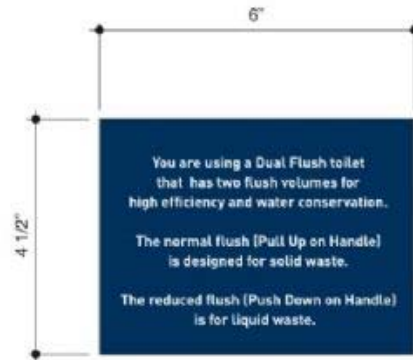 6"
4 1/2"
You are using a Dual Flush toilet
that has two flush volumes for
high efficiency and water conservation.
The normal flush (Pull Up on Handle)
is designed for solid waste.
The reduced flush (Push Down on Handle)
is for liquid waste.